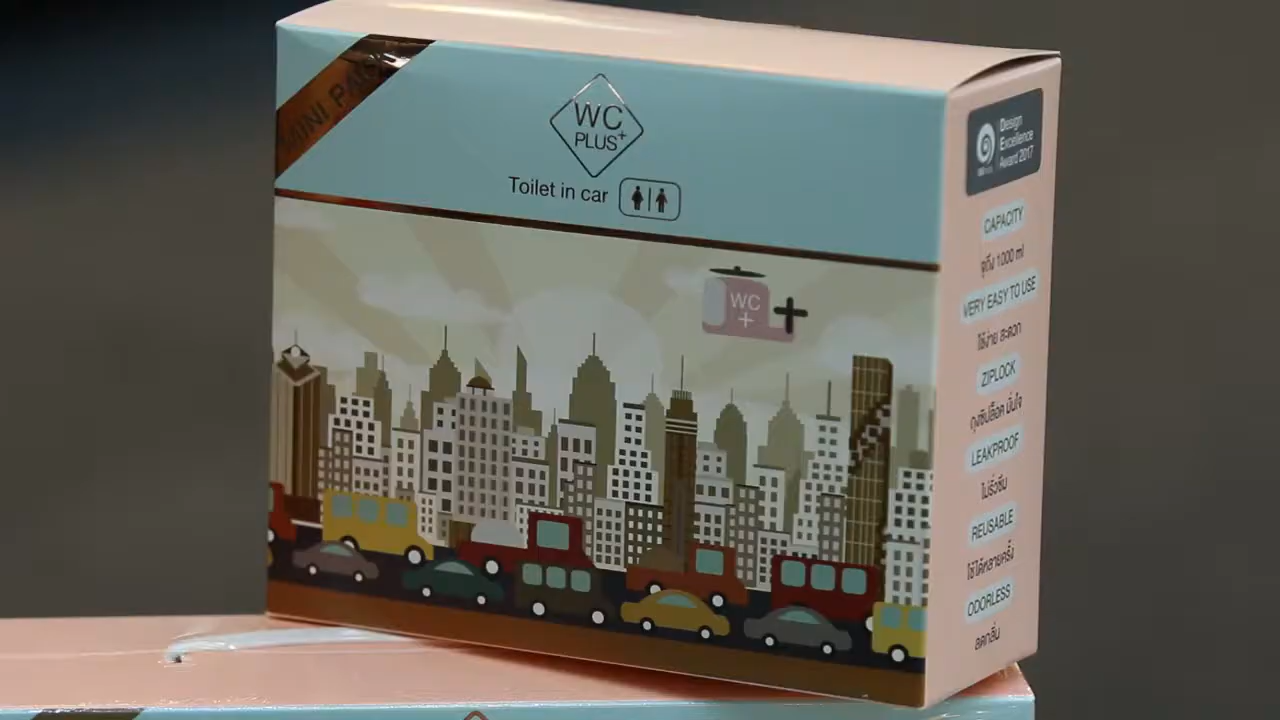 MINI PACK
WC
PLUS+
Toilet in car
WC
+
Design
Excellence
Award 2017
CAPACITY
จุถึง 1000 ml
VERY EASY TO USE
ใช้ง่าย สะดวก
ZIPLOCK
ถุงซิปล็อค มั่นใจ
LEAKPROOF
ไม่รั่วซึม
REUSABLE
ใช้ได้หลายครั้ง
ODORLESS
ลดกลิ่น